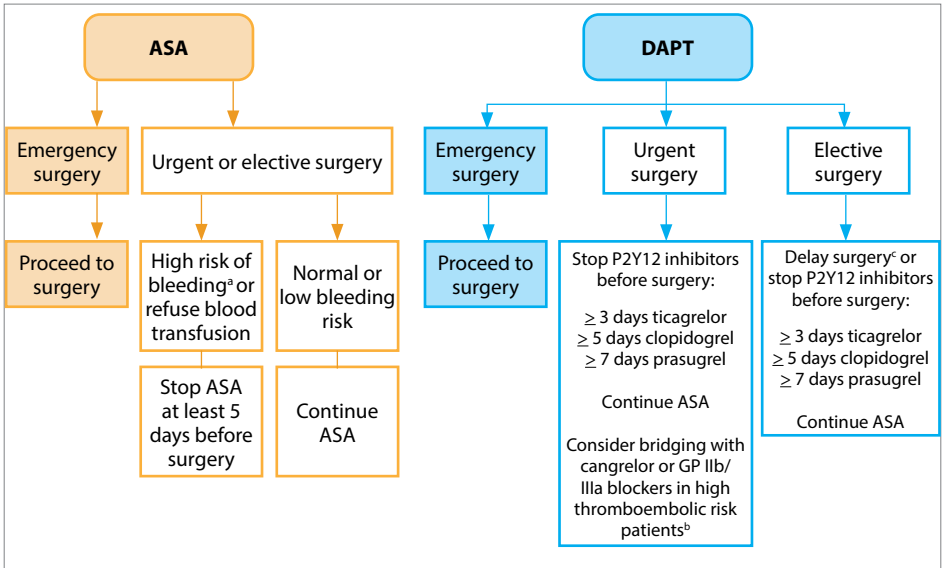 ASA
Emergency
surgery
Urgent or elective surgery
Proceed to
surgery
High risk of
bleedingᵃ or
refuse blood
transfusion
Normal or
low bleeding
risk
Stop ASA
at least 5
days before
surgery
Continue
ASA
DAPT
Emergency
surgery
Urgent
surgery
Elective
surgery
Proceed to
surgery
Stop P2Y12 inhibitors
before surgery:
≥ 3 days ticagrelor
≥ 5 days clopidogrel
≥ 7 days prasugrel
Continue ASA
Consider bridging with
cangrelor or GP IIb/
IIIa blockers in high
thromboembolic risk
patientsᵇ
Delay surgeryᶜ or
stop P2Y12 inhibitors
before surgery:
≥ 3 days ticagrelor
≥ 5 days clopidogrel
≥ 7 days prasugrel
Continue ASA